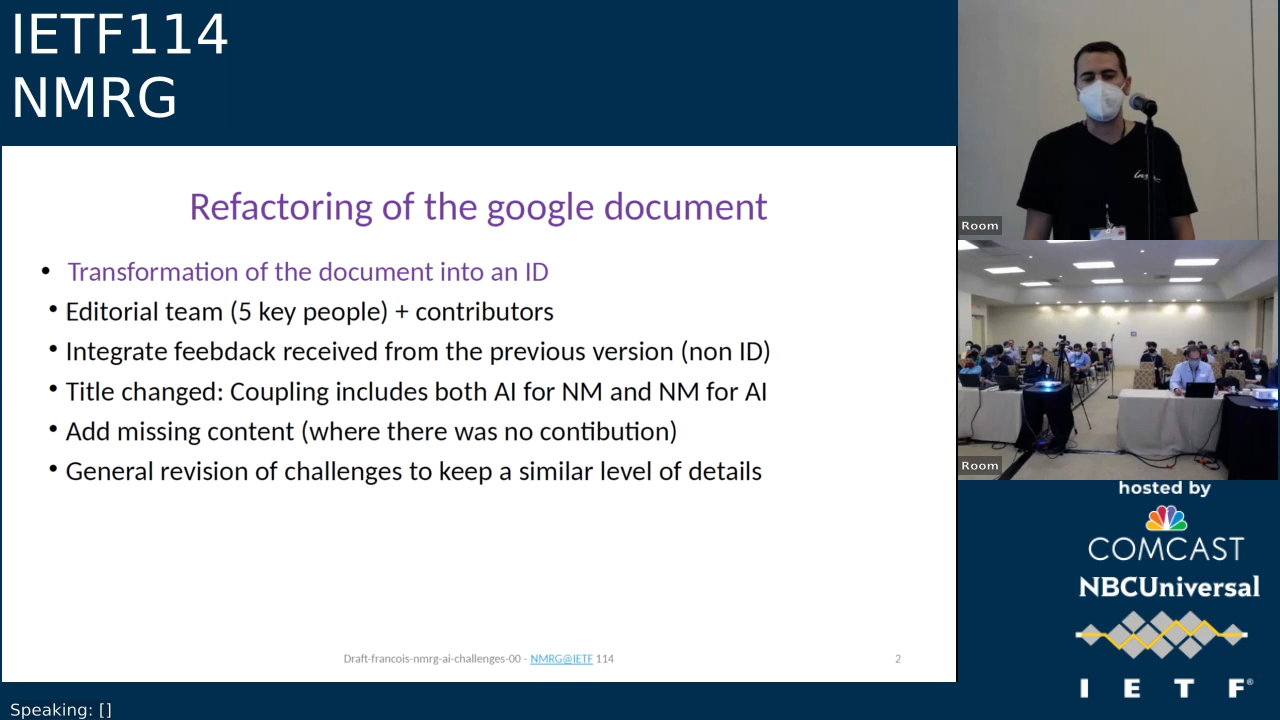 IETF114
NMRG
Refactoring of the google document
• Transformation of the document into an ID
• Editorial team (5 key people) + contributors
• Integrate feebdack received from the previous version (non ID)
• Title changed: Coupling includes both AI for NM and NM for AI
• Add missing content (where there was no contibution)
• General revision of challenges to keep a similar level of details
Draft-francois-nmrg-ai-challenges-00 - NMRG@IETF 114
2
Room
Room
hosted by
COMCAST
NBCUniversal
I E T F®
Speaking: []